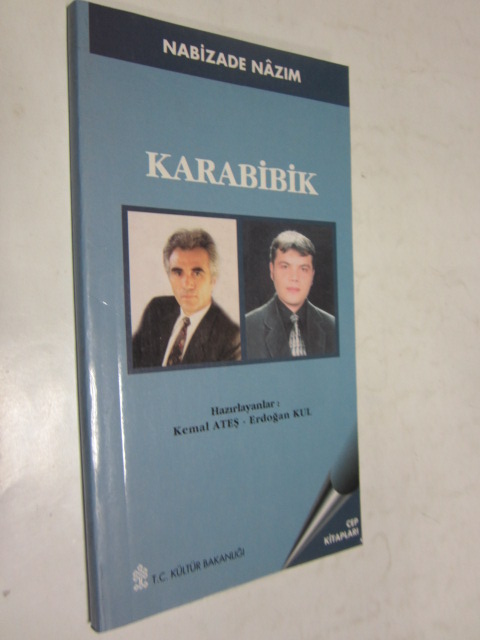 NABİZADE NÂZIM
KARABİBİK
Hazırlayanlar :
Kemal ATEŞ - Erdoğan KUL
CEP
KİTAPLARI
T.C. KÜLTÜR BAKANLIĞI